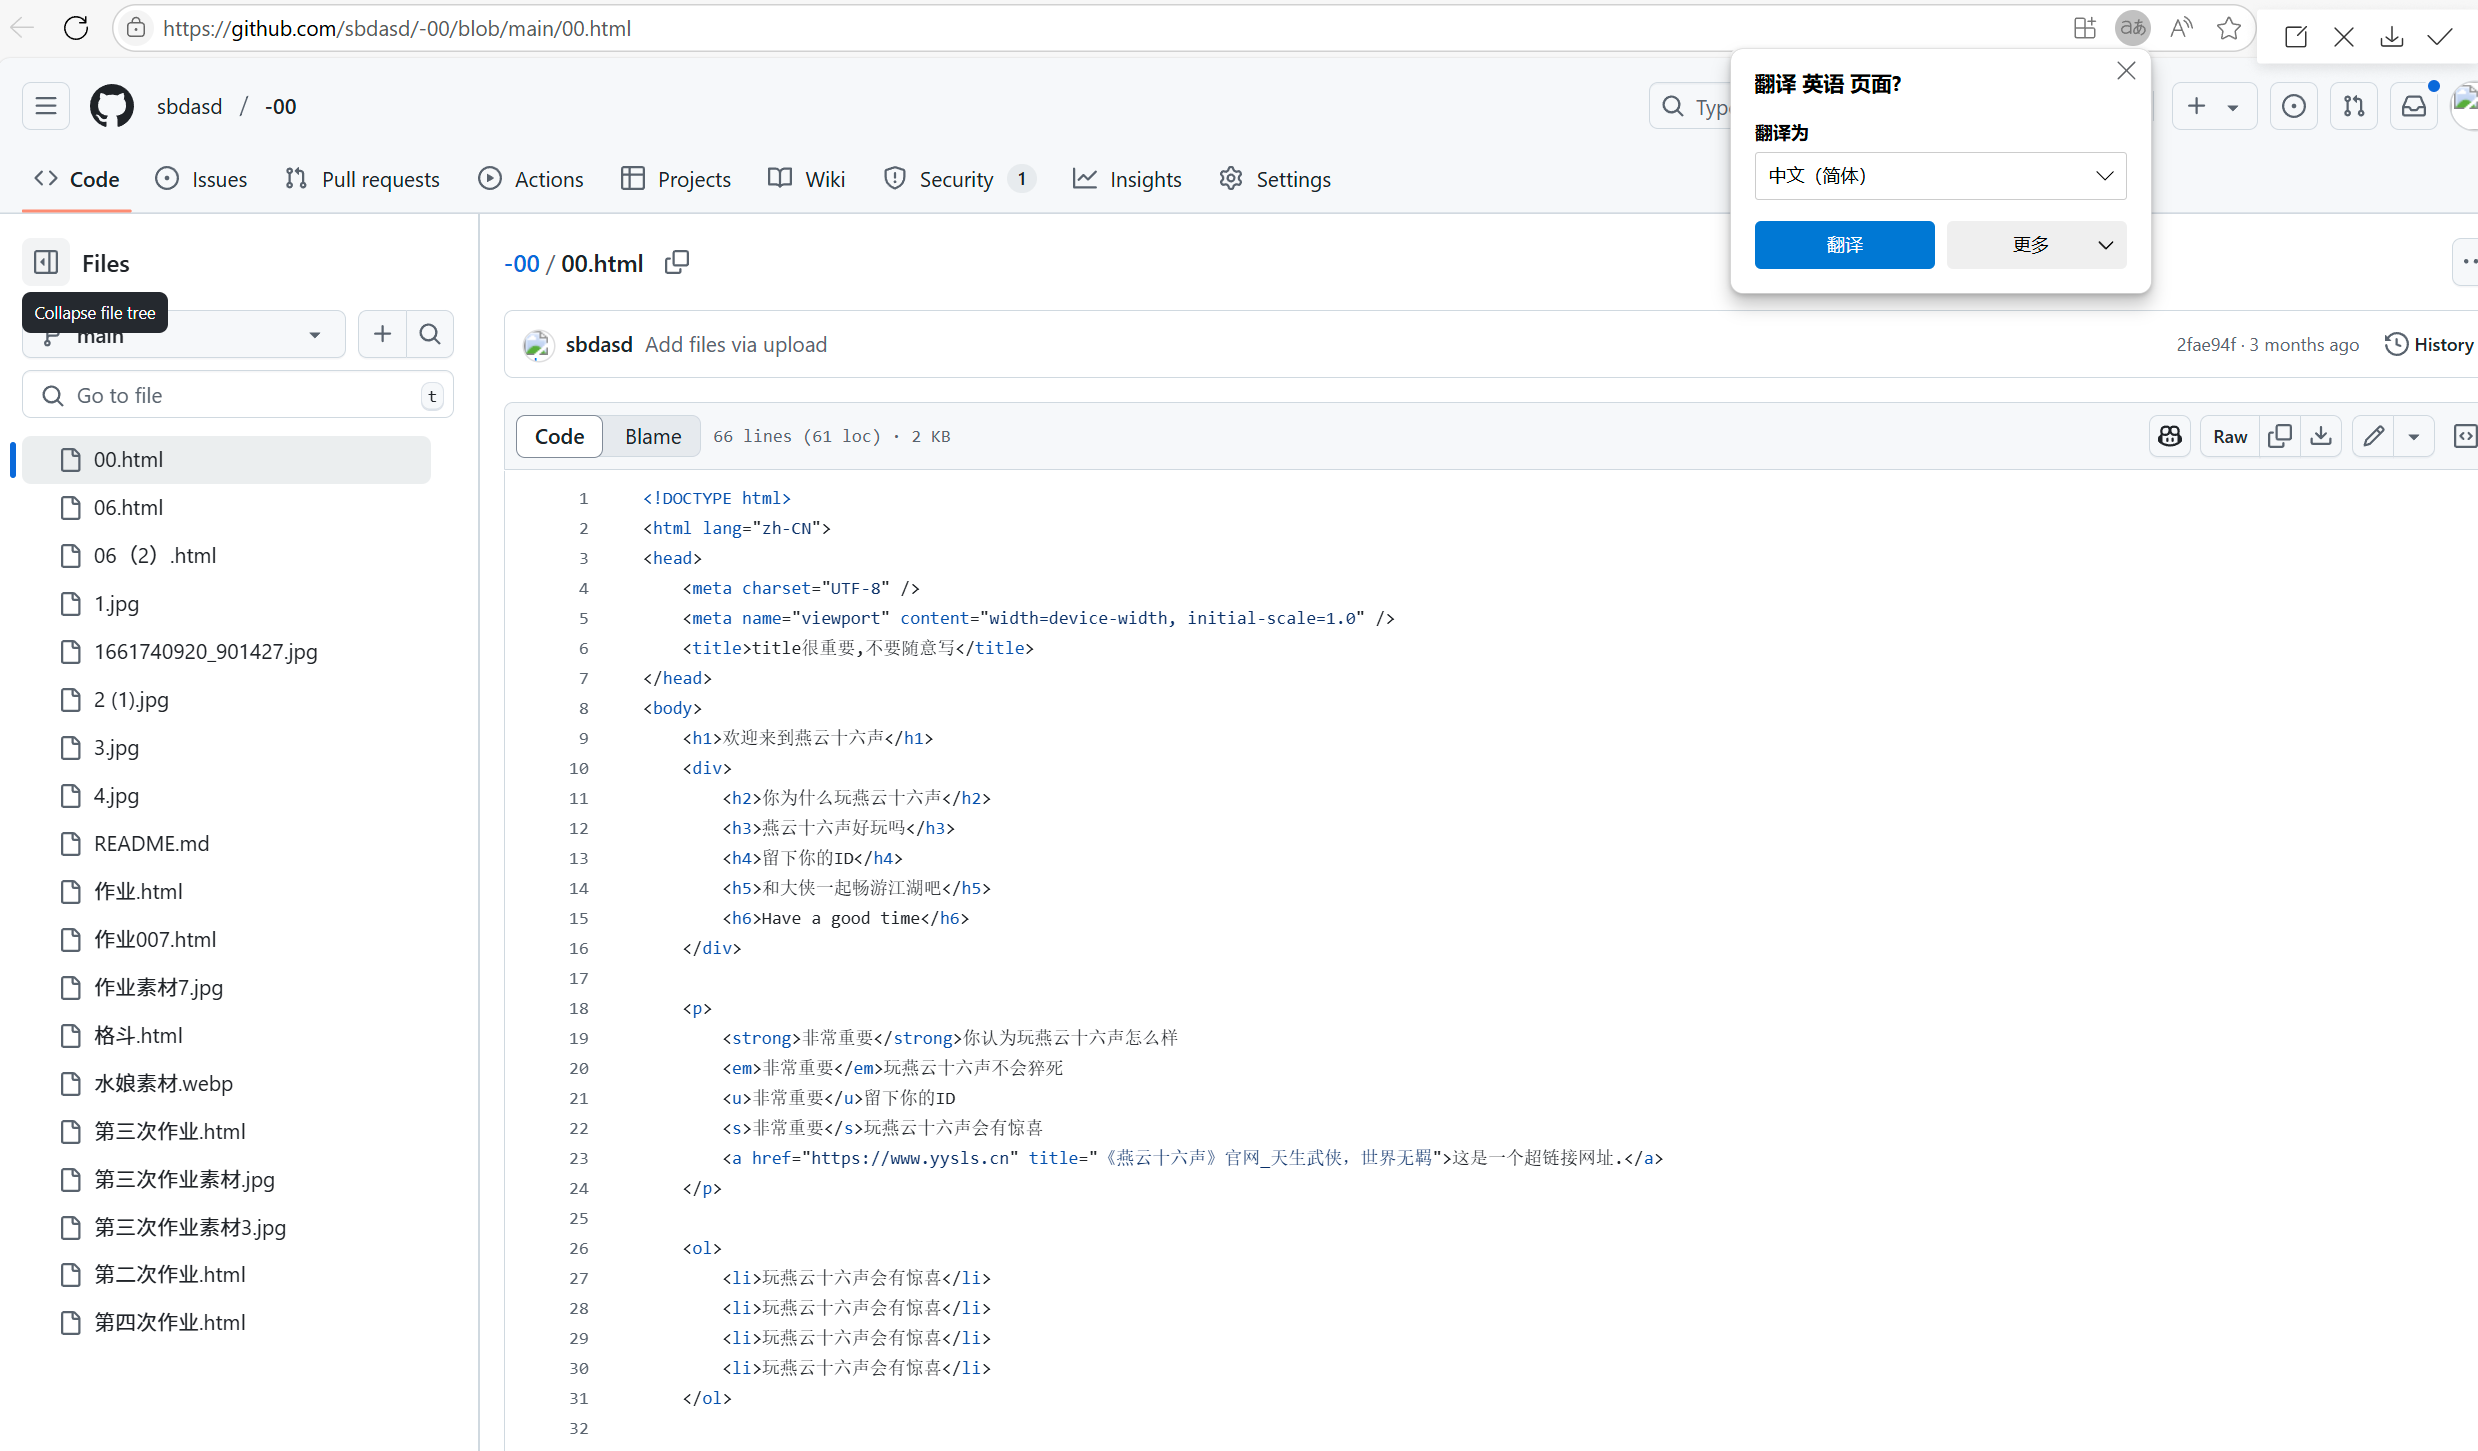 https://github.com/sbdasd/-00/blob/main/00.html
翻译 英语 页面?
翻译为
中文 (简体)
翻译
更多
sbdasd / -00
Code
Issues
Pull requests
Actions
Projects
Wiki
Security 1
Insights
Settings
Files
Collapse file tree
main
Go to file
t
00.html
06.html
06（2）.html
1.jpg
1661740920_901427.jpg
2 (1).jpg
3.jpg
4.jpg
README.md
作业.html
作业007.html
作业素材7.jpg
格斗.html
水娘素材.webp
第三次作业.html
第三次作业素材.jpg
第三次作业素材3.jpg
第二次作业.html
第四次作业.html
-00 / 00.html
sbdasd Add files via upload
2fae94f · 3 months ago
History
Code Blame 66 lines (61 loc) · 2 KB
Raw
1 <!DOCTYPE html>
2 <html lang="zh-CN">
3 <head>
4 <meta charset="UTF-8" />
5 <meta name="viewport" content="width=device-width, initial-scale=1.0" />
6 <title>title很重要,不要随意写</title>
7 </head>
8 <body>
9 <h1>欢迎来到燕云十六声</h1>
10 <div>
11 <h2>你为什么玩燕云十六声</h2>
12 <h3>燕云十六声好玩吗</h3>
13 <h4>留下你的ID</h4>
14 <h5>和大侠一起畅游江湖吧</h5>
15 <h6>Have a good time</h6>
16 </div>
17
18 <p>
19 <strong>非常重要</strong>你认为玩燕云十六声怎么样
20 <em>非常重要</em>玩燕云十六声不会猝死
21 <u>非常重要</u>留下你的ID
22 <s>非常重要</s>玩燕云十六声会有惊喜
23 <a href="https://www.yysls.cn" title="《燕云十六声》官网_天生武侠，世界无羁">这是一个超链接网址.</a>
24 </p>
25
26 <ol>
27 <li>玩燕云十六声会有惊喜</li>
28 <li>玩燕云十六声会有惊喜</li>
29 <li>玩燕云十六声会有惊喜</li>
30 <li>玩燕云十六声会有惊喜</li>
31 </ol>
32